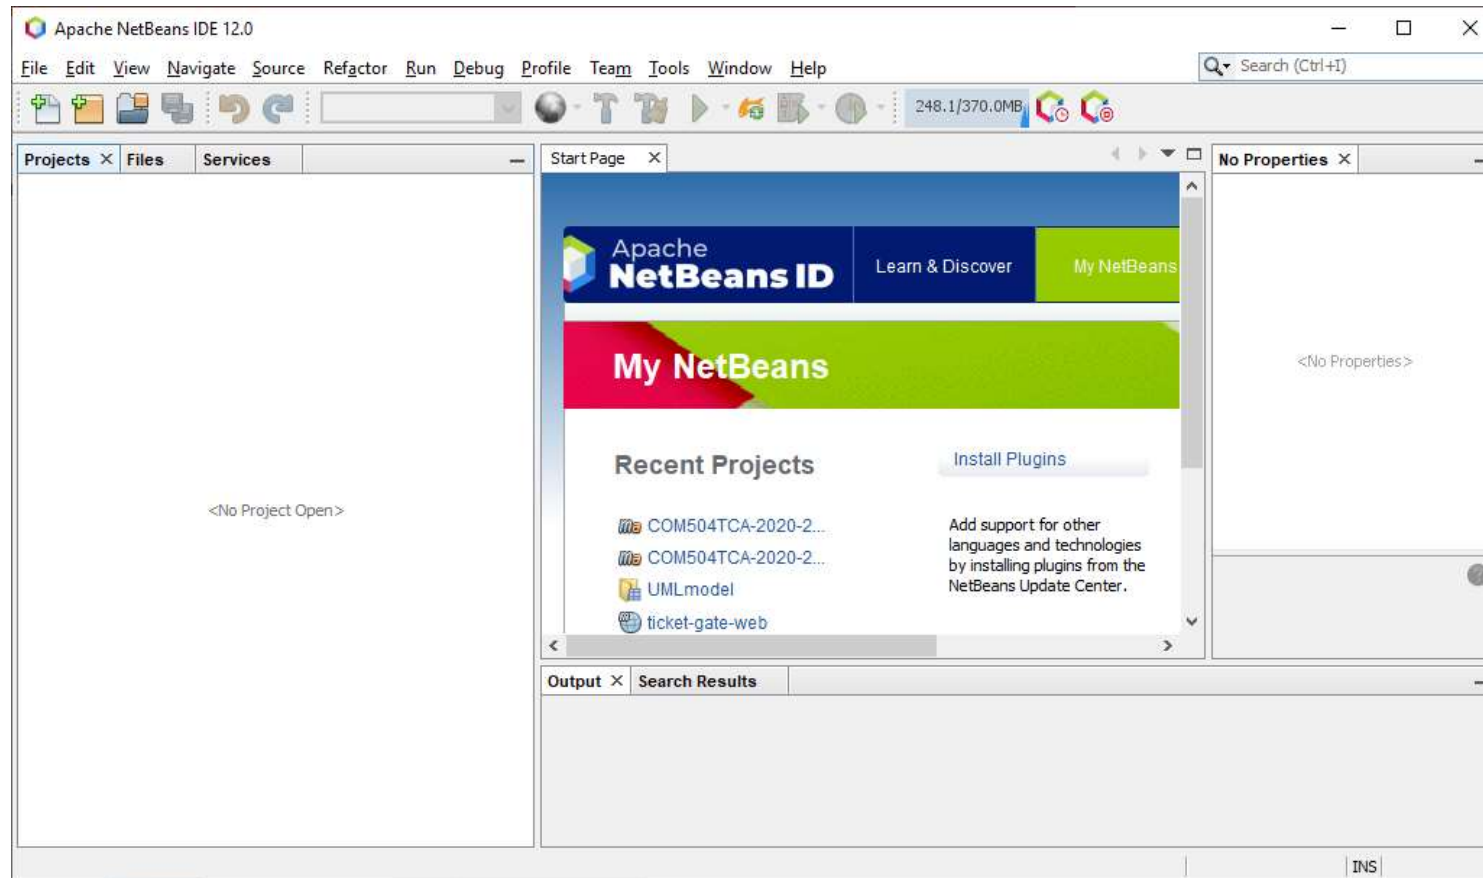 Apache NetBeans IDE 12.0
File Edit View Navigate Source Refactor Run Debug Profile Team Tools Window Help
Search (Ctrl+I)
248.1/370.0MB
Projects Files Services
Start Page
No Properties
Apache
NetBeans ID
Learn & Discover
My NetBeans
My NetBeans
<No Properties>
Recent Projects
Install Plugins
<No Project Open>
COM504TCA-2020-2...
COM504TCA-2020-2...
UMLmodel
ticket-gate-web
Add support for other
languages and technologies
by installing plugins from the
NetBeans Update Center.
Output Search Results
INS